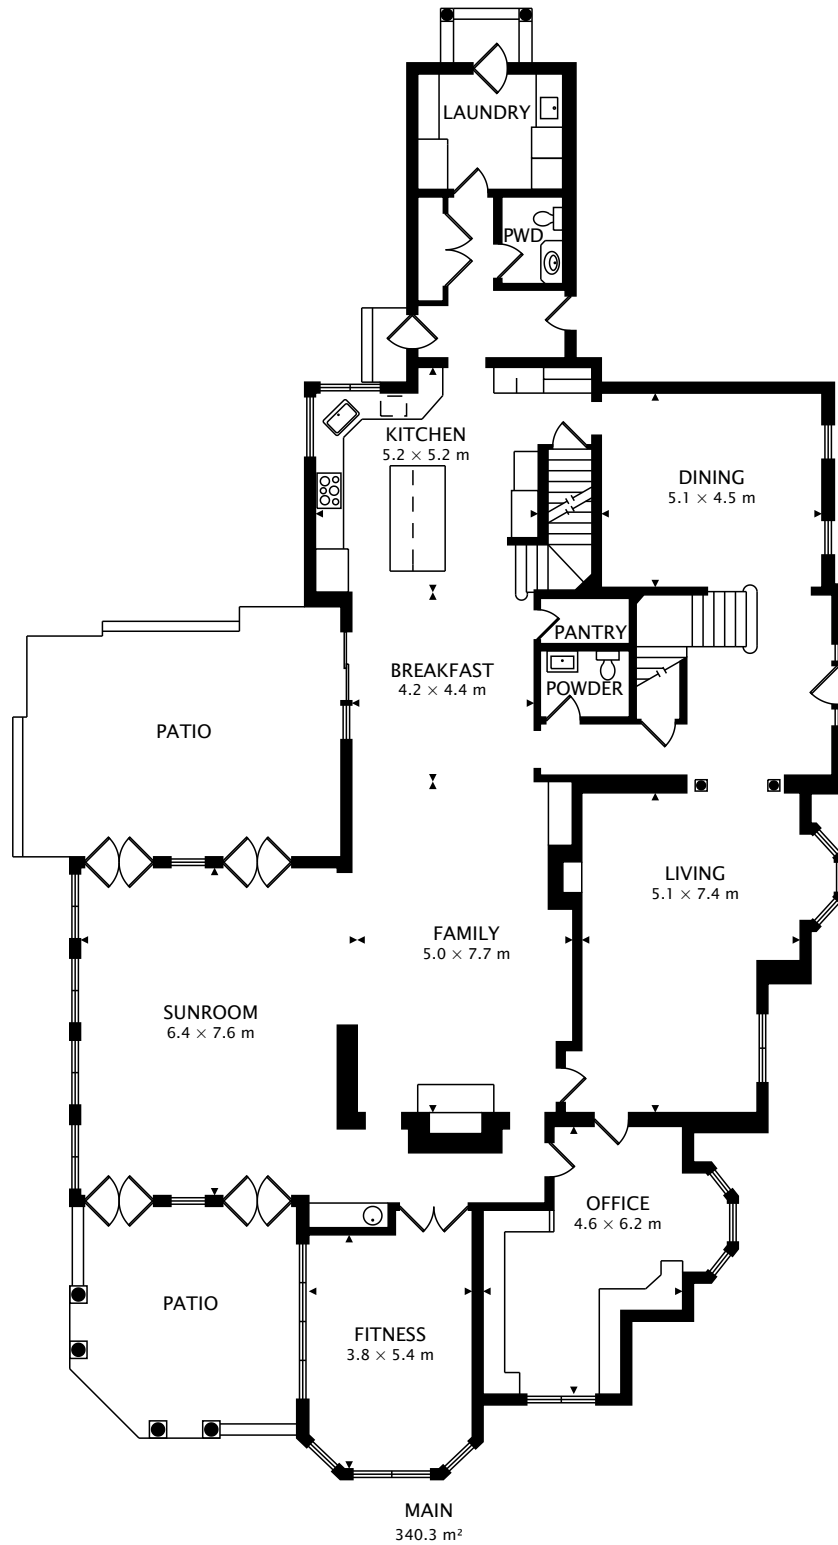 LAUNDRY
PWD
KITCHEN
5.2 × 5.2 m
DINING
5.1 × 4.5 m
PANTRY
BREAKFAST
4.2 × 4.4 m
POWDER
PATIO
LIVING
5.1 × 7.4 m
FAMILY
5.0 × 7.7 m
SUNROOM
6.4 × 7.6 m
OFFICE
4.6 × 6.2 m
PATIO
FITNESS
3.8 × 5.4 m
MAIN
340.3 m²